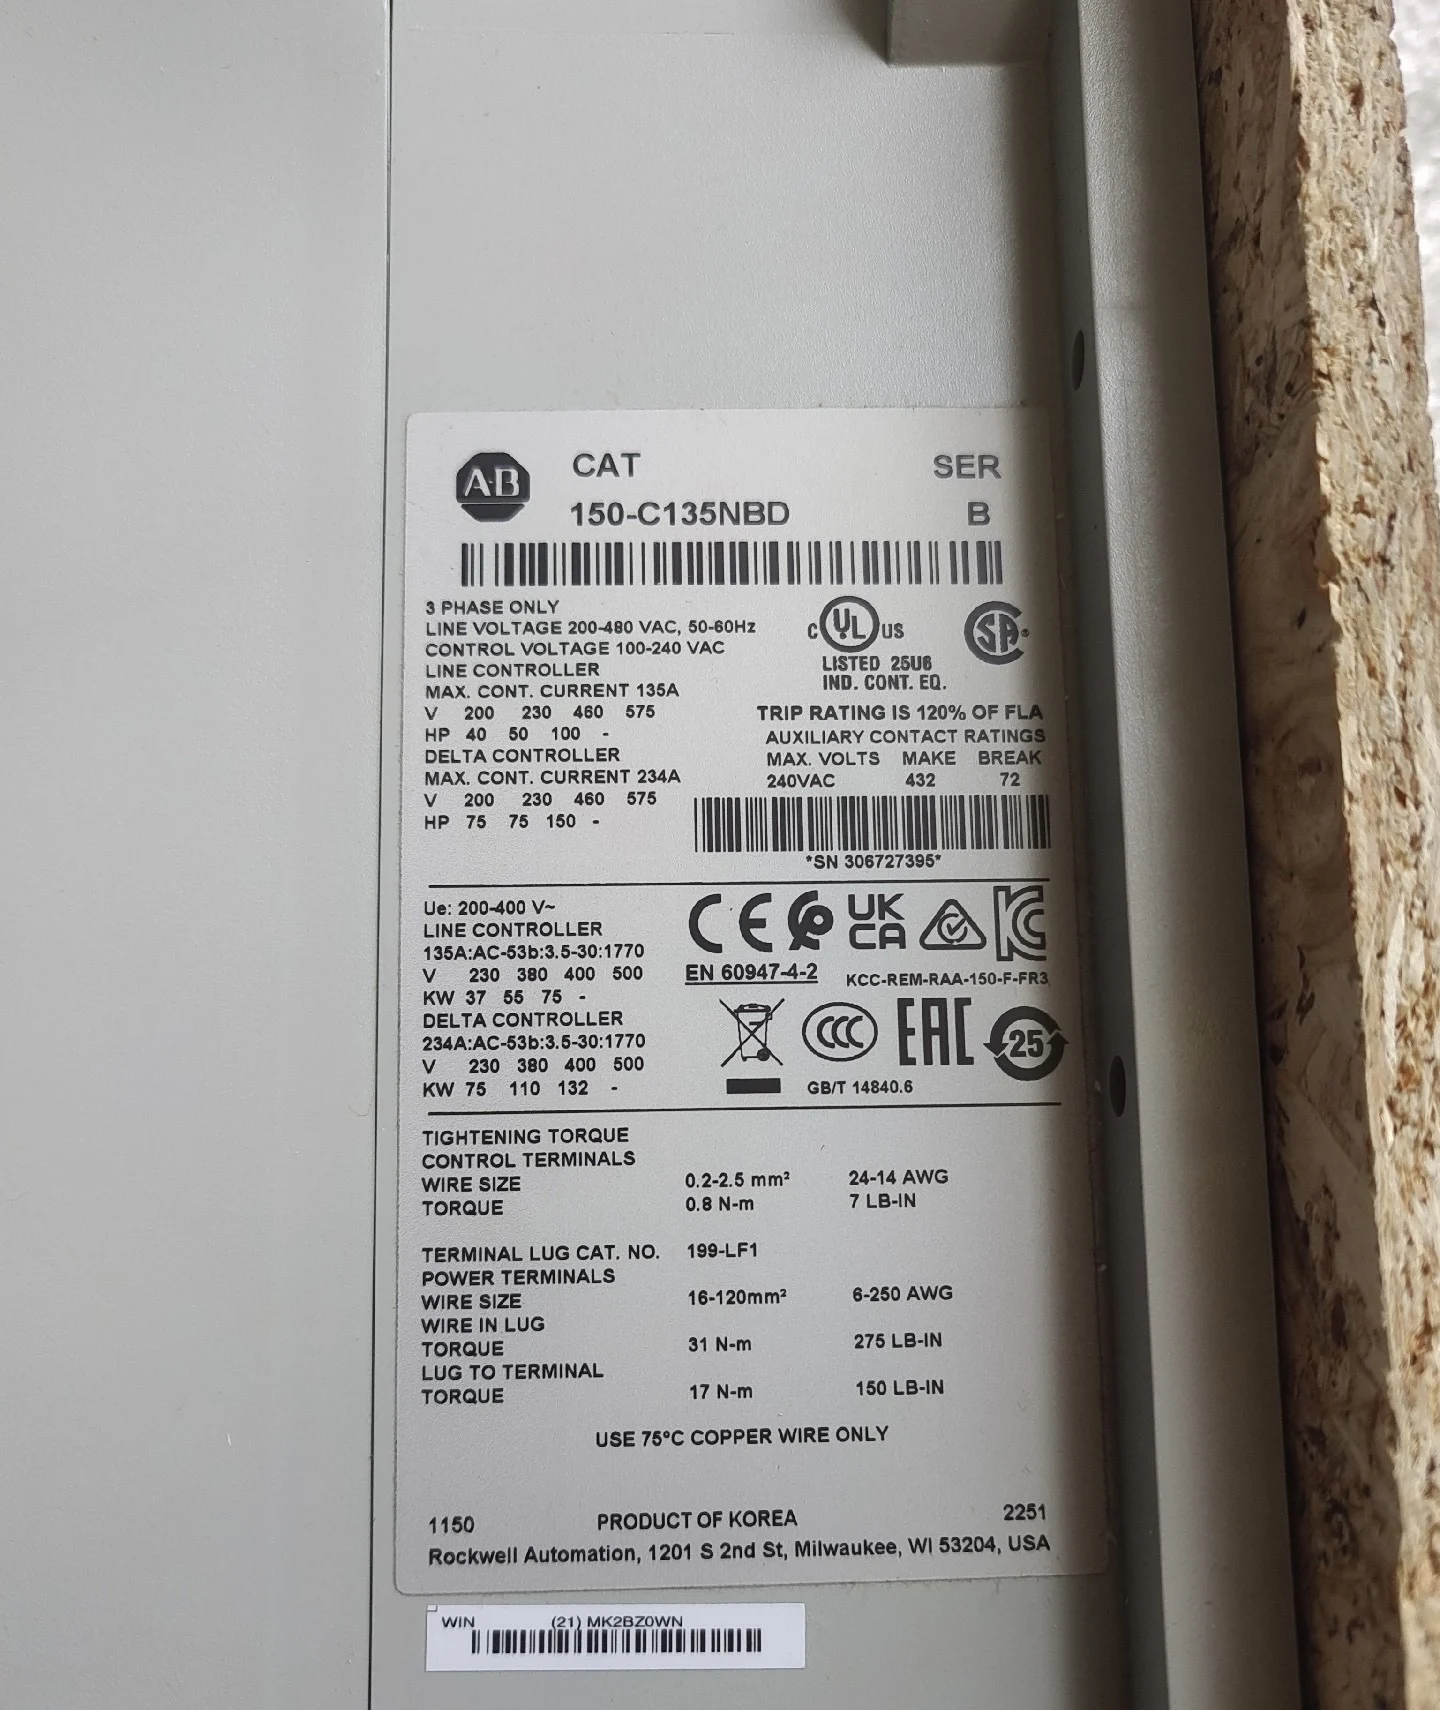 AB CAT SER
150-C135NBD B
3 PHASE ONLY
LINE VOLTAGE 200-480 VAC, 50-60Hz
CONTROL VOLTAGE 100-240 VAC
LINE CONTROLLER
MAX. CONT. CURRENT 135A
V 200 230 460 575
HP 40 50 100 -
DELTA CONTROLLER
MAX. CONT. CURRENT 234A
V 200 230 460 575
HP 75 75 150 -
C UL US
LISTED 25U6
IND. CONT. EQ.
SA
TRIP RATING IS 120% OF FLA
AUXILIARY CONTACT RATINGS
MAX. VOLTS MAKE BREAK
240VAC 432 72
*SN 306727395*
Ue: 200-400 V~
LINE CONTROLLER
135A:AC-53b:3.5-30:1770
V 230 380 400 500
KW 37 55 75 -
DELTA CONTROLLER
234A:AC-53b:3.5-30:1770
V 230 380 400 500
KW 75 110 132 -
CE UK CA KC
EN 60947-4-2 KCC-REM-RAA-150-F-FR3
CCC EAC 25
GB/T 14840.6
TIGHTENING TORQUE
CONTROL TERMINALS
WIRE SIZE 0.2-2.5 mm² 24-14 AWG
TORQUE 0.8 N-m 7 LB-IN
TERMINAL LUG CAT. NO. 199-LF1
POWER TERMINALS
WIRE SIZE 16-120mm² 6-250 AWG
WIRE IN LUG
TORQUE 31 N-m 275 LB-IN
LUG TO TERMINAL
TORQUE 17 N-m 150 LB-IN
USE 75°C COPPER WIRE ONLY
1150 PRODUCT OF KOREA 2251
Rockwell Automation, 1201 S 2nd St, Milwaukee, WI 53204, USA
WIN (21) MK2BZ0WN